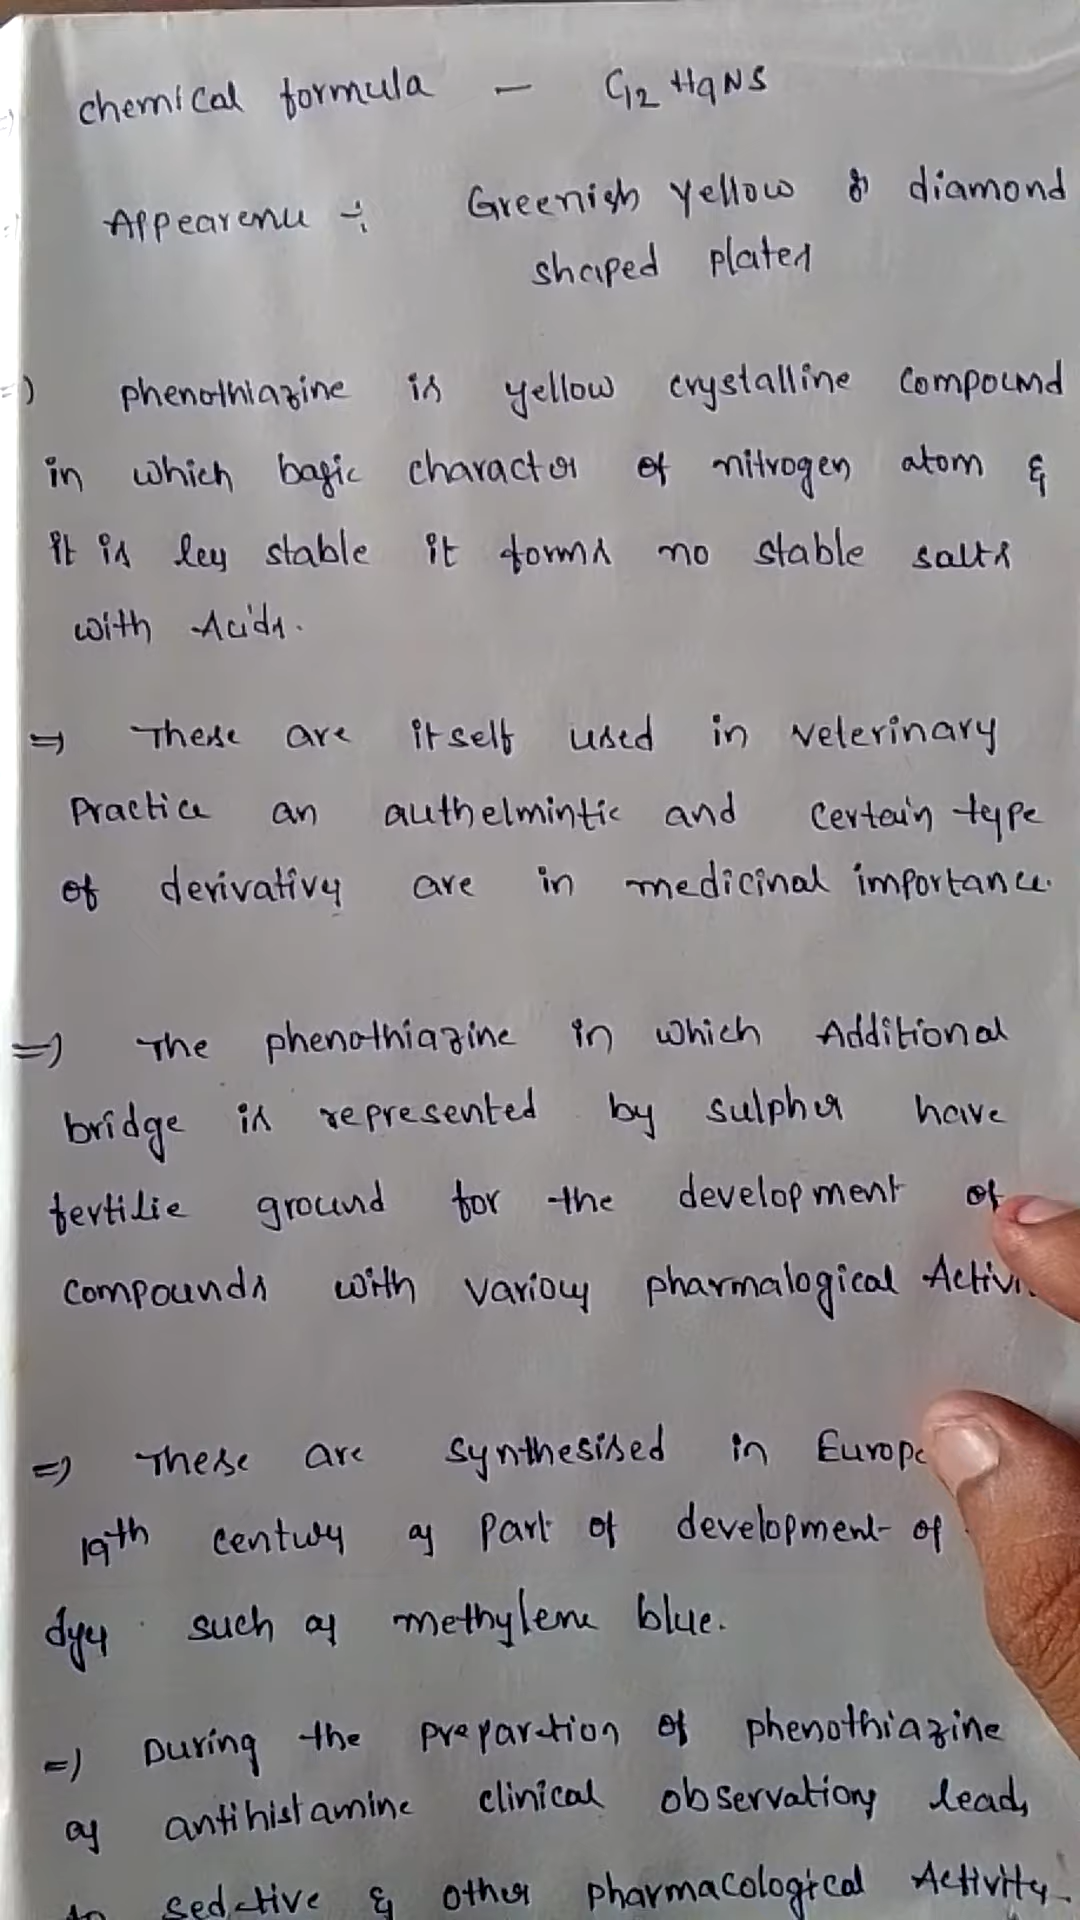 chemical formula - C12 H9NS
Appearence ÷ Greenish yellow & diamond
shaped plates
=) phenothiazine is yellow crystalline compound
in which basic character of nitrogen atom &
it is less stable it forms no stable salts
with Acids.
=) These are itself used in veterinary
Practice as authelmintic and certain type
of derivatives are in medicinal importance.
=) The phenothiazine in which Additional
bridge is represented by sulpher have
fertilie ground for the development of
compounds with various pharmalogical Activi
=) These are synthesised in Europe
19th century as part of development of
dyes such as methylene blue.
=) During the preparation of phenothiazine
as antihistamine clinical observations leads
to sedative & other pharmacological Activity.